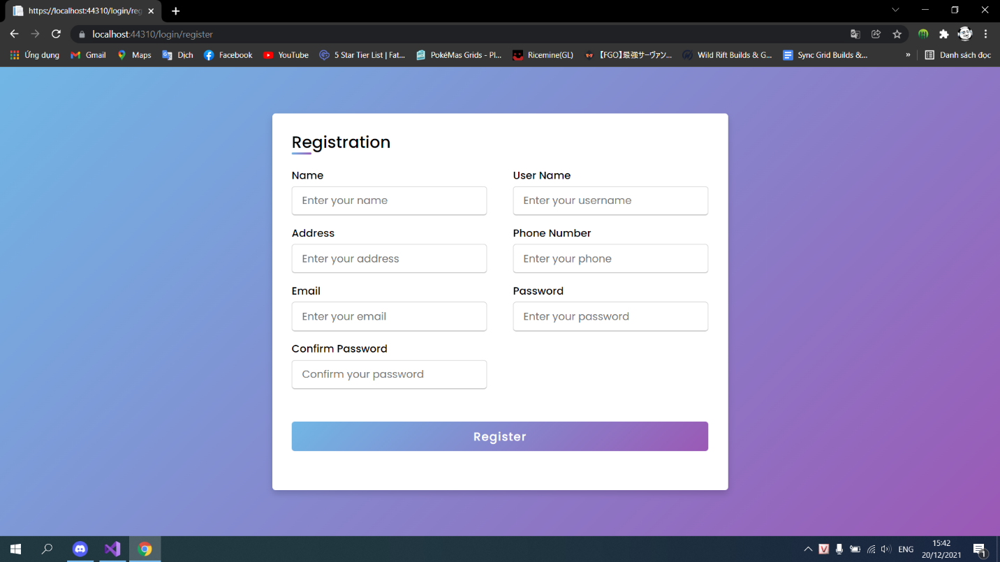 https://localhost:44310/login/reg
localhost:44310/login/register
Ứng dụng Gmail Maps Dịch Facebook YouTube 5 Star Tier List | Fat... PokéMas Grids - Pl... Ricemine(GL) 【FGO】最強サーヴァン... Wild Rift Builds & G... Sync Grid Builds &... » Danh sách đọc
Registration
Name User Name
Enter your name Enter your username
Address Phone Number
Enter your address Enter your phone
Email Password
Enter your email Enter your password
Confirm Password
Confirm your password
Register
V ENG 15:42 1
20/12/2021